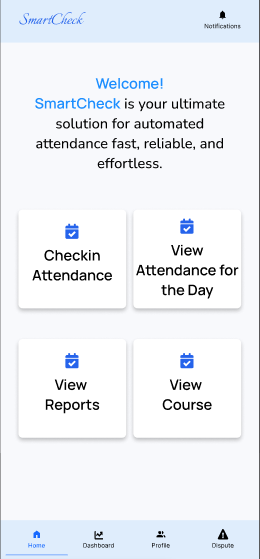 SmartCheck
Notifications
Welcome!
SmartCheck is your ultimate
solution for automated
attendance fast, reliable, and
effortless.
Checkin
Attendance
View
Attendance for
the Day
View
Reports
View
Course
Home
Dashboard
Profile
Dispute